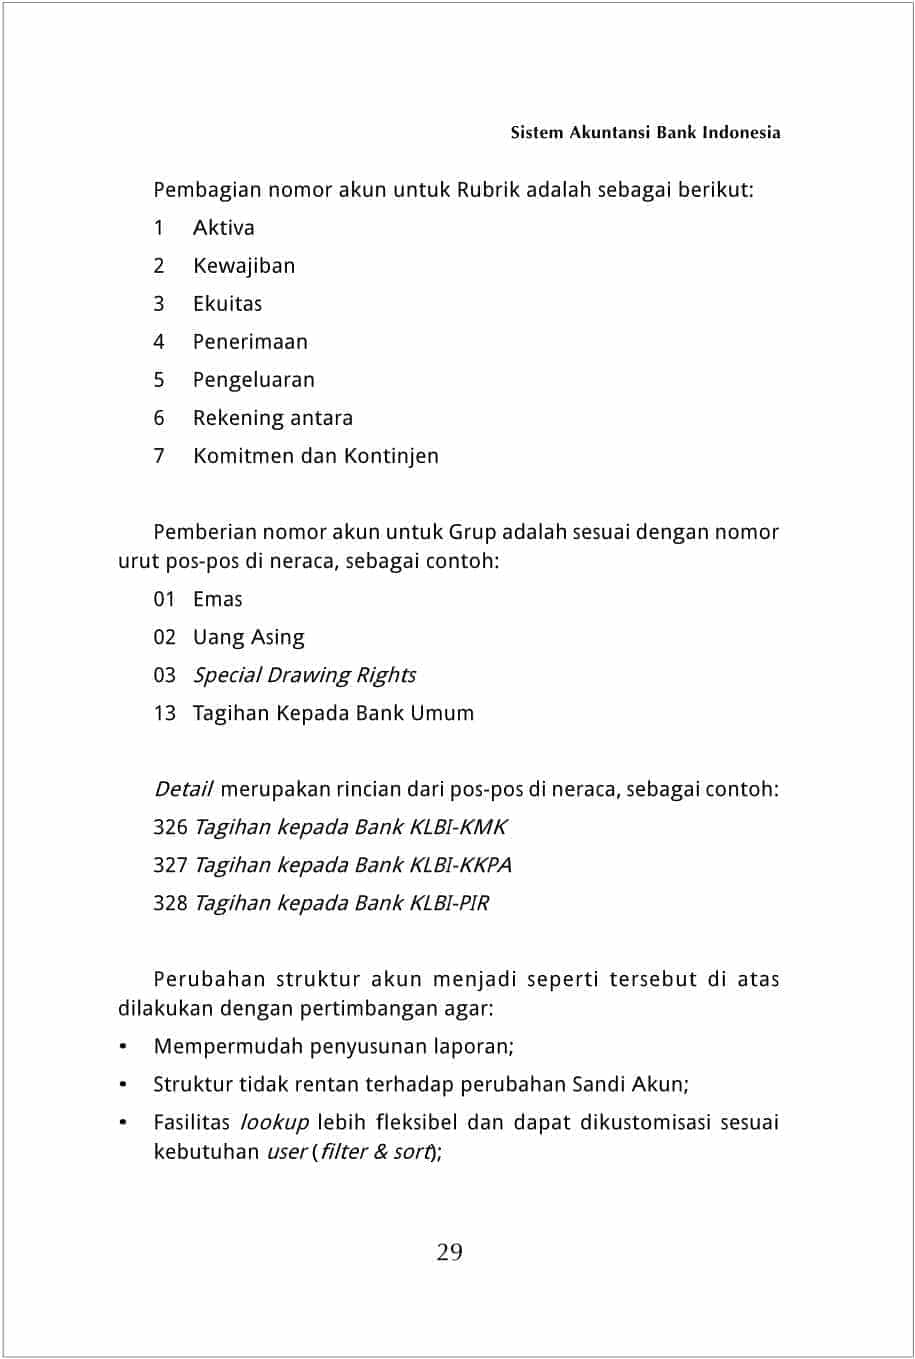 Sistem Akuntansi Bank Indonesia
Pembagian nomor akun untuk Rubrik adalah sebagai berikut:
1 Aktiva
2 Kewajiban
3 Ekuitas
4 Penerimaan
5 Pengeluaran
6 Rekening antara
7 Komitmen dan Kontinjen
Pemberian nomor akun untuk Grup adalah sesuai dengan nomor
urut pos-pos di neraca, sebagai contoh:
01 Emas
02 Uang Asing
03 Special Drawing Rights
13 Tagihan Kepada Bank Umum
Detail merupakan rincian dari pos-pos di neraca, sebagai contoh:
326 Tagihan kepada Bank KLBI-KMK
327 Tagihan kepada Bank KLBI-KKPA
328 Tagihan kepada Bank KLBI-PIR
Perubahan struktur akun menjadi seperti tersebut di atas
dilakukan dengan pertimbangan agar:
• Mempermudah penyusunan laporan;
• Struktur tidak rentan terhadap perubahan Sandi Akun;
• Fasilitas lookup lebih fleksibel dan dapat dikustomisasi sesuai
kebutuhan user (filter & sort);
29